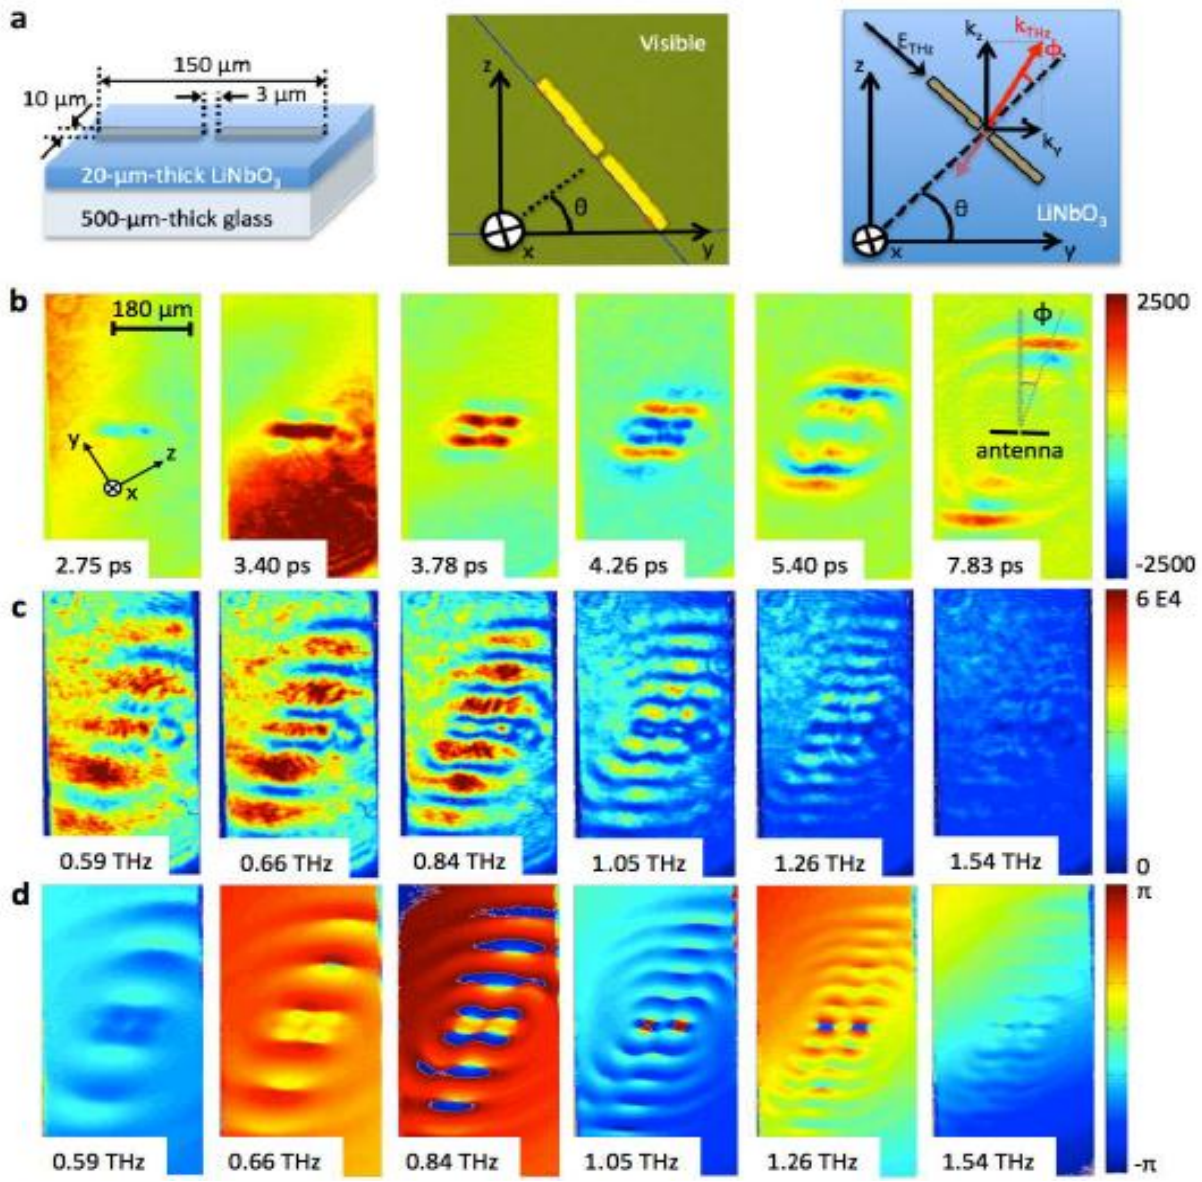 a
150 μm
10 μm
3 μm
20-μm-thick LiNbO3
500-μm-thick glass
Visible
z
θ
x
y
ETHz
kz
kTHz
ϕ
z
kY
θ
LiNbO3
x
y
b
180 μm
y
z
x
2.75 ps
3.40 ps
3.78 ps
4.26 ps
5.40 ps
ϕ
antenna
7.83 ps
2500
-2500
c
0.59 THz
0.66 THz
0.84 THz
1.05 THz
1.26 THz
1.54 THz
6 E4
0
d
0.59 THz
0.66 THz
0.84 THz
1.05 THz
1.26 THz
1.54 THz
π
-π